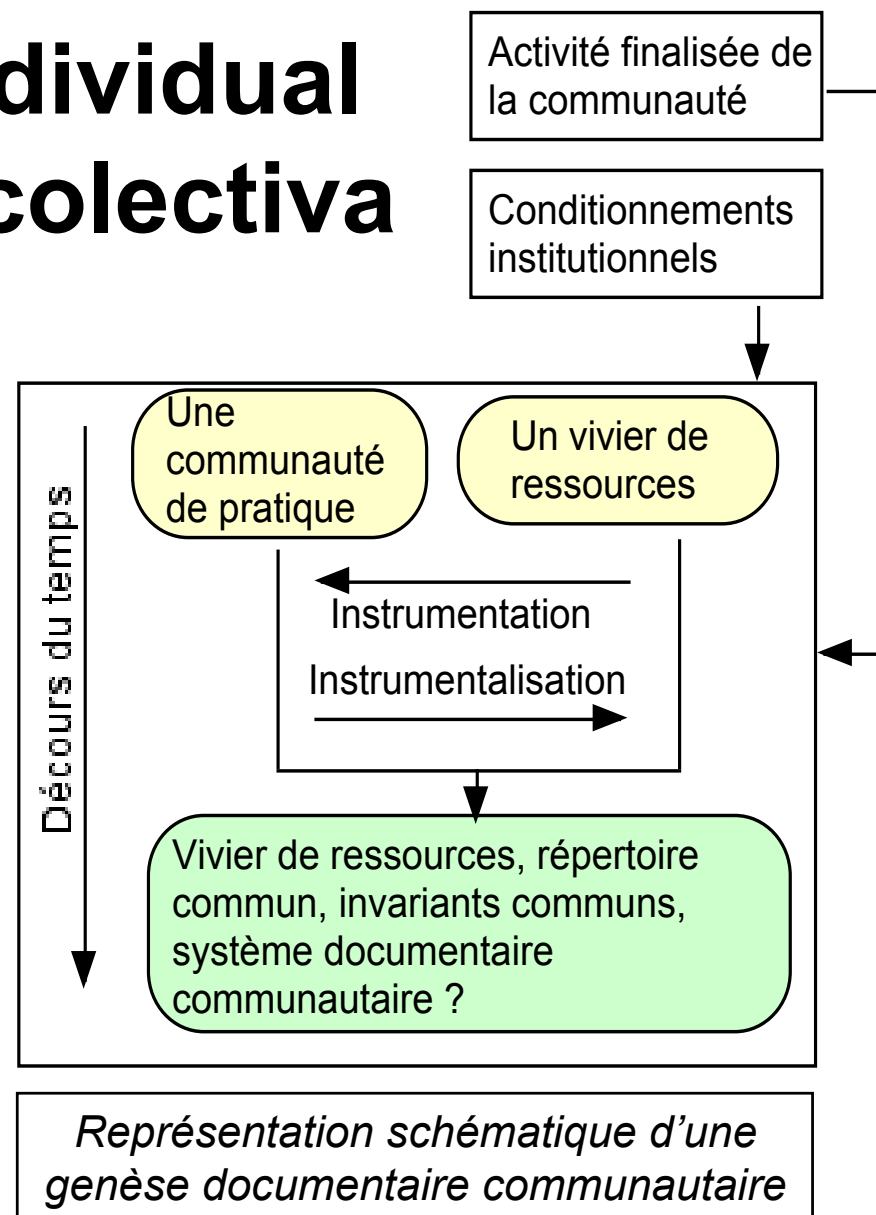 dividual
colectiva
Activité finalisée de
la communauté
Conditionnements
institutionnels
Une
communauté
de pratique
Un vivier de
ressources
Décours du temps
Instrumentation
Instrumentalisation
Vivier de ressources, répertoire
commun, invariants communs,
système documentaire
communautaire ?
Représentation schématique d’une
genèse documentaire communautaire